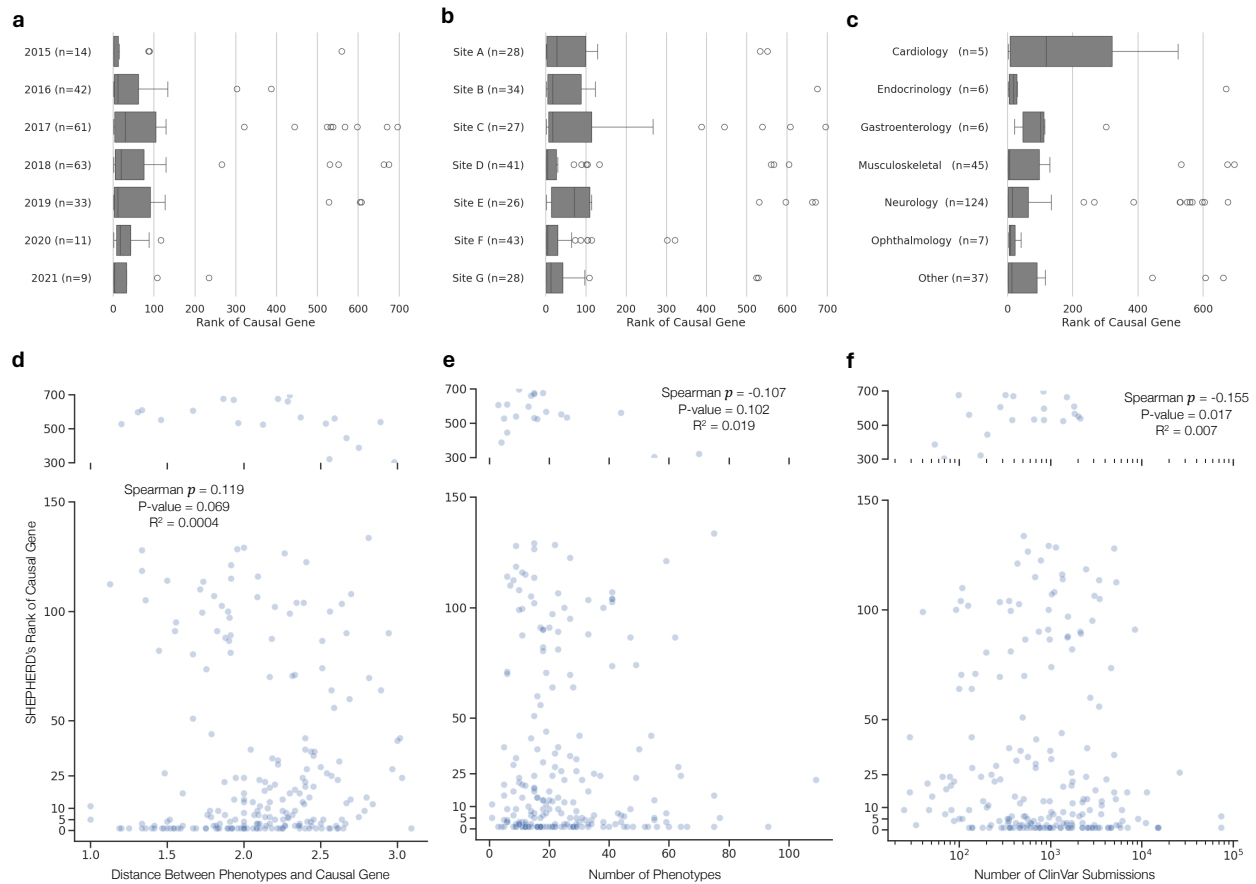 a
2015 (n=14)
2016 (n=42)
2017 (n=61)
2018 (n=63)
2019 (n=33)
2020 (n=11)
2021 (n=9)
0 100 200 300 400 500 600 700
Rank of Causal Gene
b
Site A (n=28)
Site B (n=34)
Site C (n=27)
Site D (n=41)
Site E (n=26)
Site F (n=43)
Site G (n=28)
0 100 200 300 400 500 600 700
Rank of Causal Gene
c
Cardiology (n=5)
Endocrinology (n=6)
Gastroenterology (n=6)
Musculoskeletal (n=45)
Neurology (n=124)
Ophthalmology (n=7)
Other (n=37)
0 200 400 600
Rank of Causal Gene
d
700
500
300
Spearman p = 0.119
P-value = 0.069
R² = 0.0004
150
100
50
25
10
5
0
SHEPHERD's Rank of Causal Gene
1.0 1.5 2.0 2.5 3.0
Distance Between Phenotypes and Causal Gene
e
700
500
300
Spearman p = -0.107
P-value = 0.102
R² = 0.019
150
100
50
25
10
5
0
0 20 40 60 80 100
Number of Phenotypes
f
700
500
300
Spearman p = -0.155
P-value = 0.017
R² = 0.007
150
100
50
25
10
5
0
10² 10³ 10⁴ 10⁵
Number of ClinVar Submissions